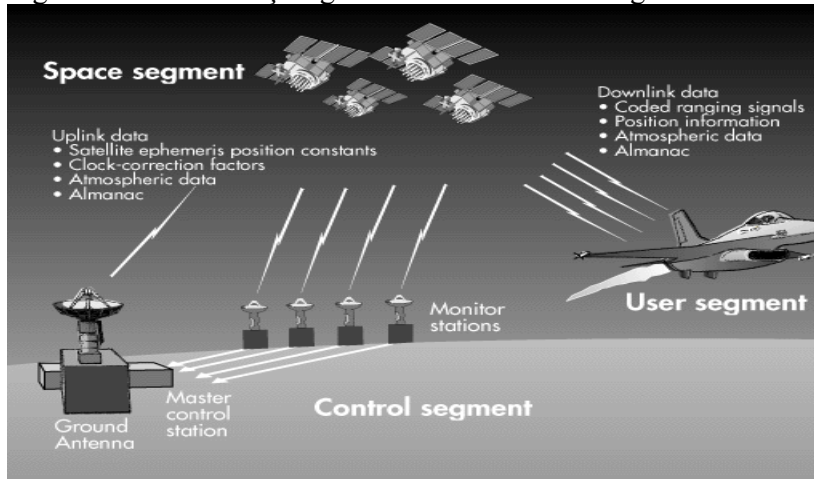 Space segment
Uplink data
• Satellite ephemeris position constants
• Clock-correction factors
• Atmospheric data
• Almanac
Downlink data
• Coded ranging signals
• Position information
• Atmospheric data
• Almanac
User segment
Monitor
stations
Master
control
station
Ground
Antenna
Control segment